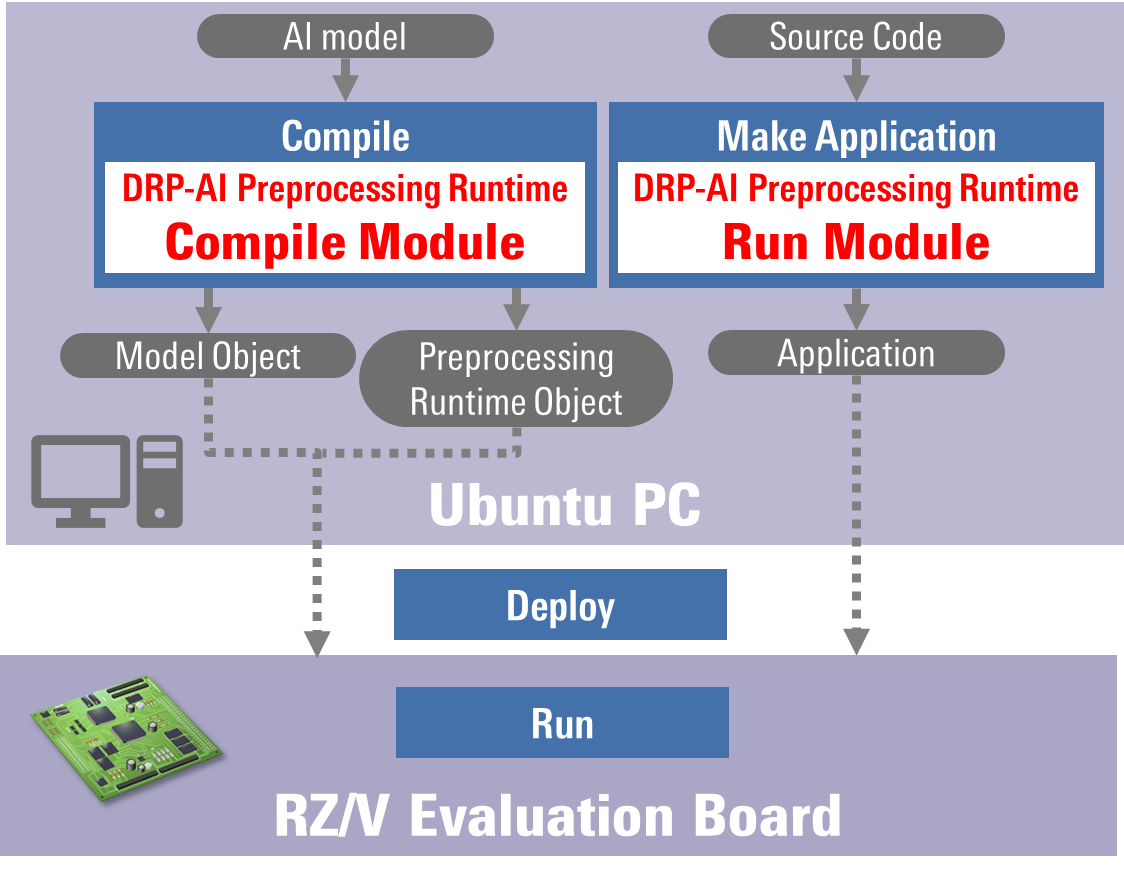 AI model
Source Code
Compile
DRP-AI Preprocessing Runtime
Compile Module
Make Application
DRP-AI Preprocessing Runtime
Run Module
Model Object
Preprocessing
Runtime Object
Application
Ubuntu PC
Deploy
Run
RZ/V Evaluation Board